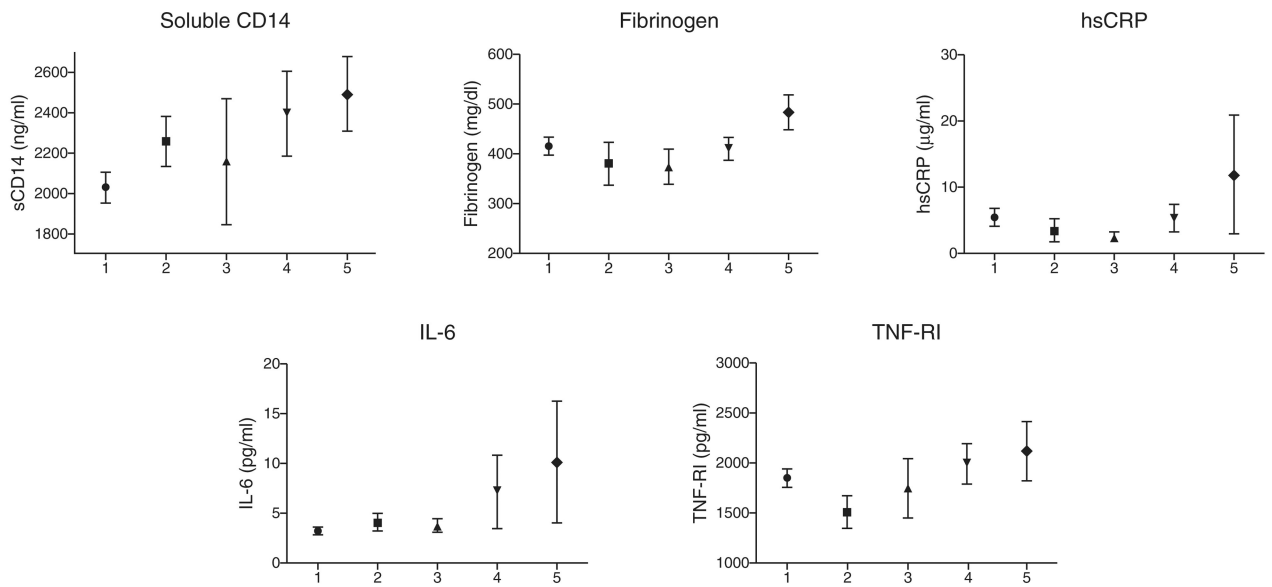 Soluble CD14
sCD14 (ng/ml)
2600
2400
2200
2000
1800
1 2 3 4 5
Fibrinogen
Fibrinogen (mg/dl)
600
500
400
300
200
1 2 3 4 5
hsCRP
hsCRP (μg/ml)
30
20
10
0
1 2 3 4 5
IL-6
IL-6 (pg/ml)
20
15
10
5
0
1 2 3 4 5
TNF-RI
TNF-RI (pg/ml)
3000
2500
2000
1500
1000
1 2 3 4 5